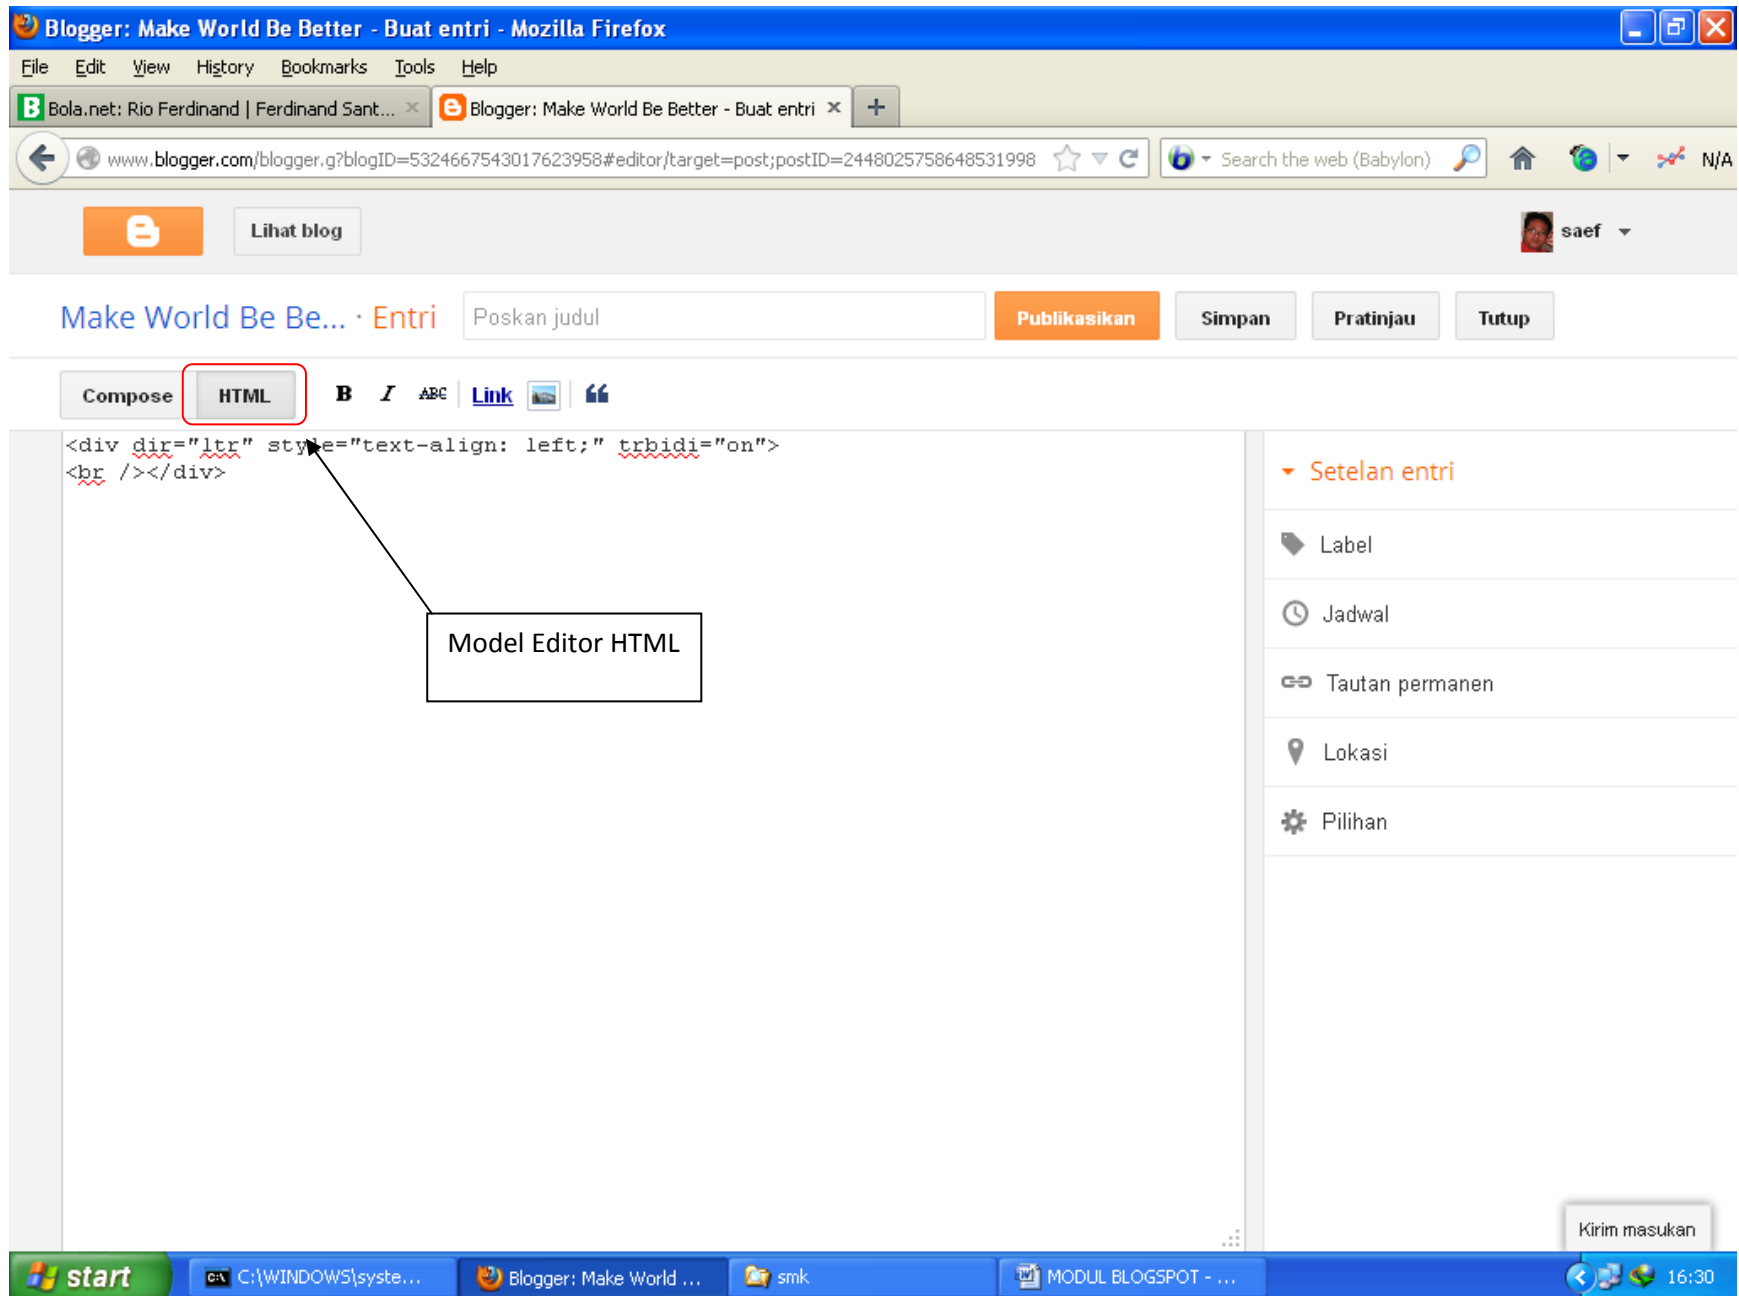 Blogger: Make World Be Better - Buat entri - Mozilla Firefox
File Edit View History Bookmarks Tools Help
Bola.net: Rio Ferdinand | Ferdinand Sant... Blogger: Make World Be Better - Buat entri
www.blogger.com/blogger.g?blogID=5324667543017623958#editor/target=post;postID=2448025758648531998 Search the web (Babylon) N/A
Lihat blog saef
Make World Be Be... · Entri Poskan judul Publikasikan Simpan Pratinjau Tutup
Compose HTML B I ABC Link
<div dir="ltr" style="text-align: left;" trbidi="on">
<br /></div>
Setelan entri
Label
Jadwal
Model Editor HTML
Tautan permanen
Lokasi
Pilihan
Kirim masukan
start C:\WINDOWS\syste... Blogger: Make World ... smk MODUL BLOGSPOT - ... 16:30